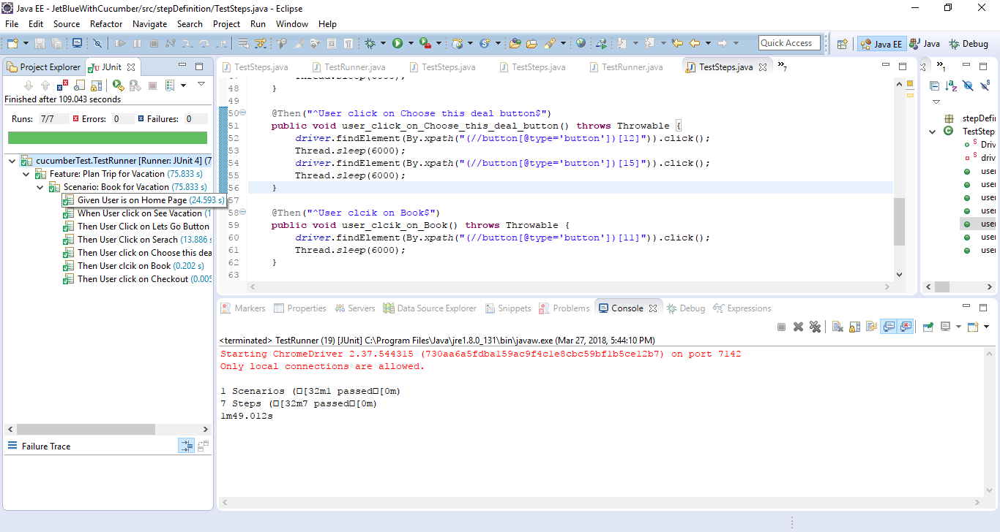 Java EE - JetBlueWithCucumber/src/stepDefinition/TestSteps.java - Eclipse
File Edit Source Refactor Navigate Search Project Run Window Help
Quick Access Java EE Java Debug
Project Explorer JUnit
Finished after 109.043 seconds
Runs: 7/7 Errors: 0 Failures: 0
cucumberTest.TestRunner [Runner: JUnit 4] (7
Feature: Plan Trip for Vacation (75.833 s)
Scenario: Book for Vacation (75.833 s)
Given User is on Home Page (24.593 s)
When User click on See Vacation (1
Then User Click on Lets Go Button
Then User Click on Serach (13.886 s
Then User click on Choose this dea
Then User clcik on Book (0.202 s)
Then User click on Checkout (0.005
Failure Trace
TestSteps.java TestRunner.java TestSteps.java TestSteps.java TestRunner.java TestSteps.java »7
47 Thread.sleep(6000);
48 }
49
50 @Then("^User click on Choose this deal button$")
51 public void user_click_on_Choose_this_deal_button() throws Throwable {
52 driver.findElement(By.xpath("(//button[@type='button'])[12]")).click();
53 Thread.sleep(6000);
54 driver.findElement(By.xpath("(//button[@type='button'])[15]")).click();
55 Thread.sleep(6000);
56 }
57
58 @Then("^User clcik on Book$")
59 public void user_clcik_on_Book() throws Throwable {
60 driver.findElement(By.xpath("(//button[@type='button'])[11]")).click();
61 Thread.sleep(6000);
62 }
63
»1
stepDefi
TestStep
Driv
driv
user
user
user
user
user
user
user
Markers Properties Servers Data Source Explorer Snippets Problems Console Debug Expressions
<terminated> TestRunner (19) [JUnit] C:\Program Files\Java\jre1.8.0_131\bin\javaw.exe (Mar 27, 2018, 5:44:10 PM)
Starting ChromeDriver 2.37.544315 (730aa6a5fdba159ac9f4c1e8cbc59bf1b5ce12b7) on port 7142
Only local connections are allowed.
1 Scenarios (□[32m1 passed□[0m)
7 Steps (□[32m7 passed□[0m)
1m49.012s